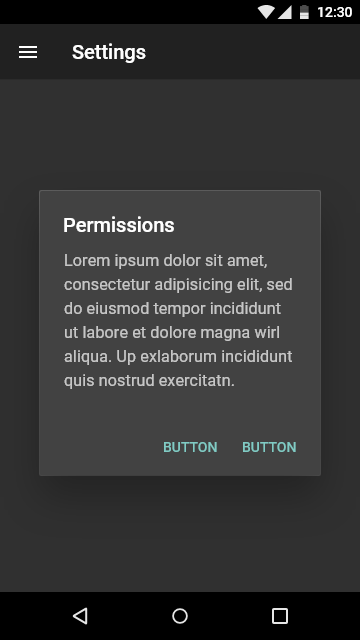 12:30
Settings
Permissions
Lorem ipsum dolor sit amet,
consectetur adipisicing elit, sed
do eiusmod tempor incididunt
ut labore et dolore magna wirl
aliqua. Up exlaborum incididunt
quis nostrud exercitatn.
BUTTON BUTTON